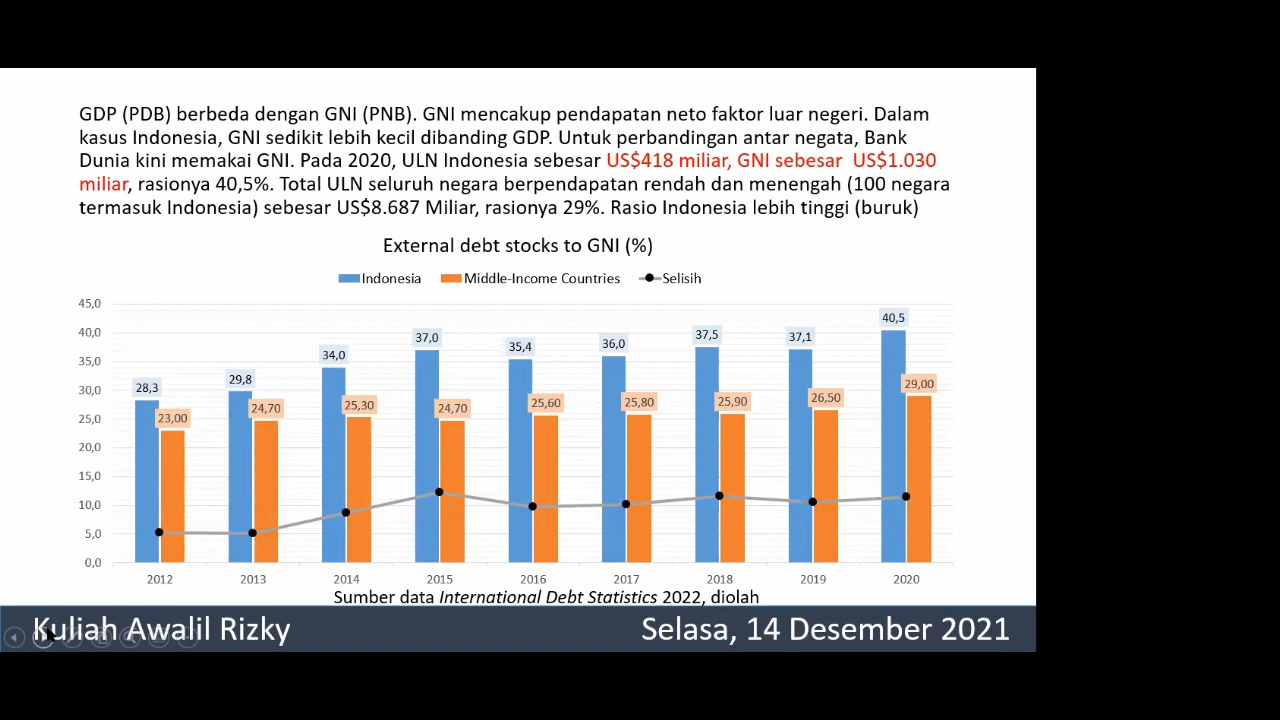 GDP (PDB) berbeda dengan GNI (PNB). GNI mencakup pendapatan neto faktor luar negeri. Dalam
kasus Indonesia, GNI sedikit lebih kecil dibanding GDP. Untuk perbandingan antar negata, Bank
Dunia kini memakai GNI. Pada 2020, ULN Indonesia sebesar US$418 miliar, GNI sebesar US$1.030
miliar, rasionya 40,5%. Total ULN seluruh negara berpendapatan rendah dan menengah (100 negara
termasuk Indonesia) sebesar US$8.687 Miliar, rasionya 29%. Rasio Indonesia lebih tinggi (buruk)
External debt stocks to GNI (%)
Indonesia Middle-Income Countries Selisih
45,0
40,0
35,0
30,0
25,0
20,0
15,0
10,0
5,0
0,0
28,3 29,8 34,0 37,0 35,4 36,0 37,5 37,1 40,5
23,00 24,70 25,30 24,70 25,60 25,80 25,90 26,50 29,00
2012 2013 2014 2015 2016 2017 2018 2019 2020
Sumber data International Debt Statistics 2022, diolah
Kuliah Awalil Rizky Selasa, 14 Desember 2021